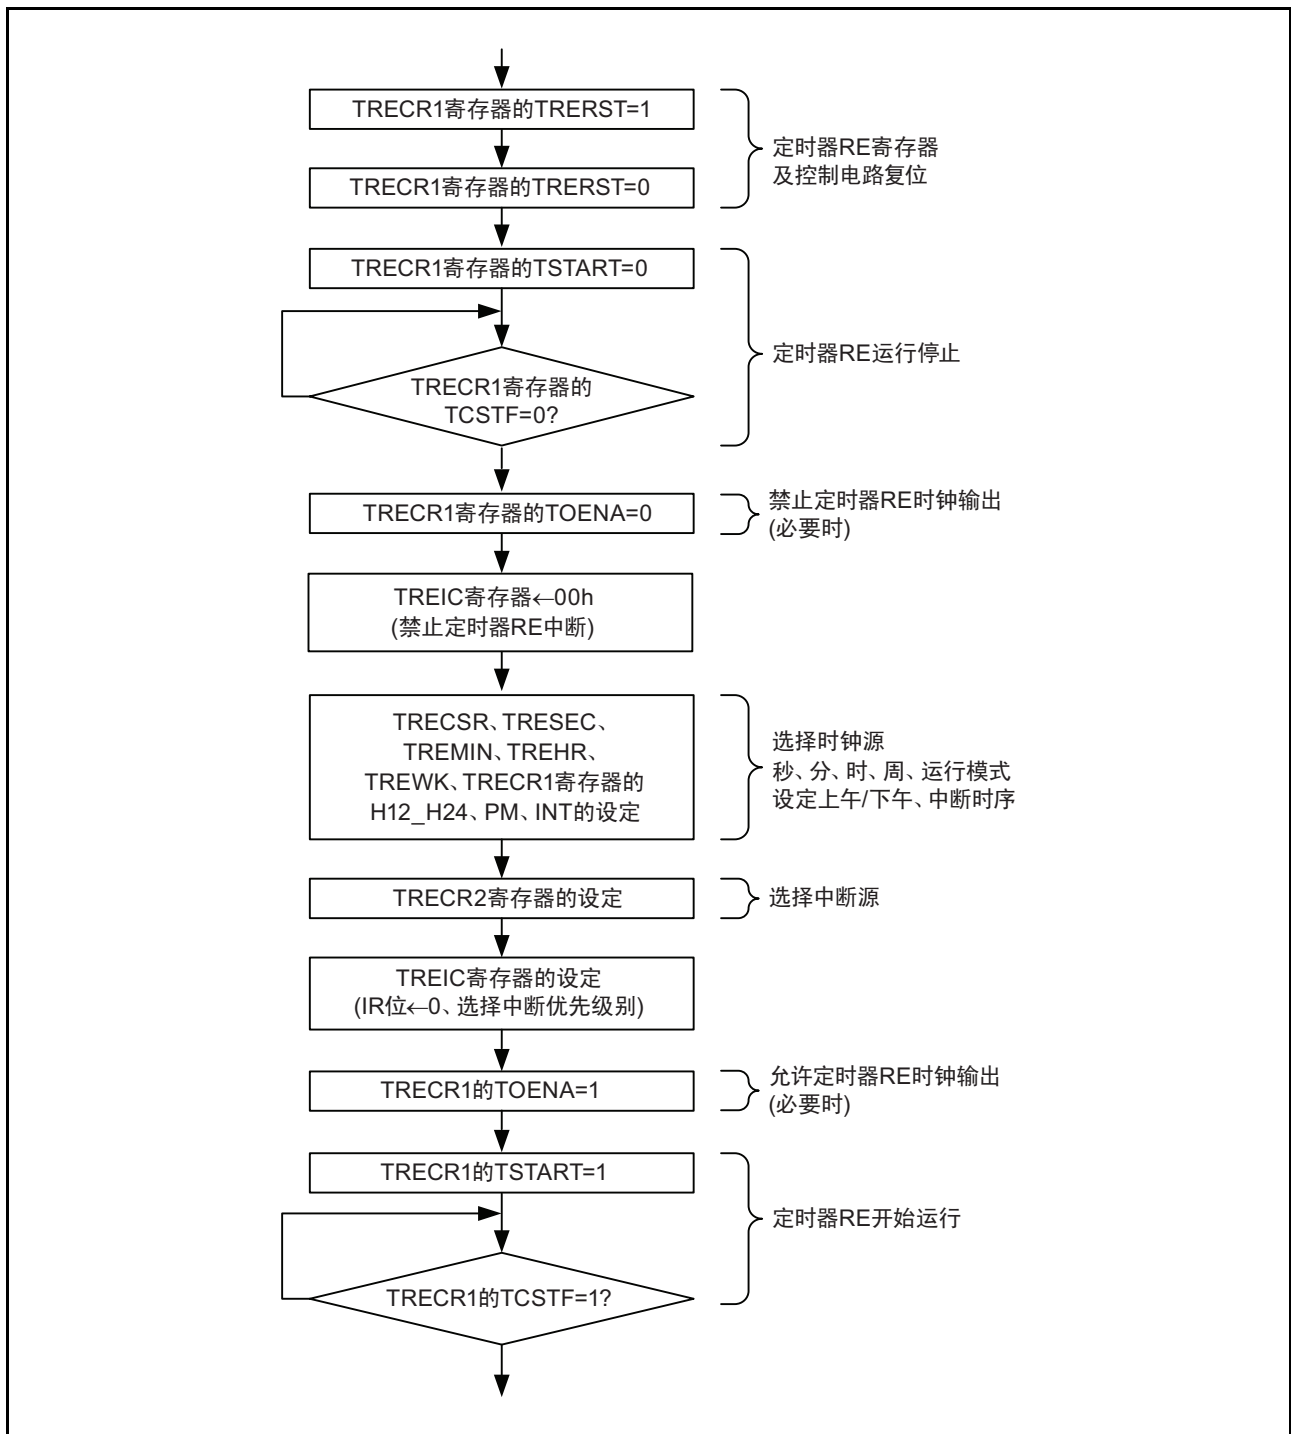 TRECR1寄存器的TRERST=1
定时器RE寄存器
及控制电路复位
TRECR1寄存器的TRERST=0
TRECR1寄存器的TSTART=0
定时器RE运行停止
TRECR1寄存器的
TCSTF=0?
TRECR1寄存器的TOENA=0
禁止定时器RE时钟输出
(必要时)
TREIC寄存器←00h
(禁止定时器RE中断)
TRECSR、TRESEC、
TREMIN、TREHR、
TREWK、TRECR1寄存器的
H12_H24、PM、INT的设定
选择时钟源
秒、分、时、周、运行模式
设定上午/下午、中断时序
TRECR2寄存器的设定
选择中断源
TREIC寄存器的设定
(IR位←0、选择中断优先级别)
TRECR1的TOENA=1
允许定时器RE时钟输出
(必要时)
TRECR1的TSTART=1
定时器RE开始运行
TRECR1的TCSTF=1?